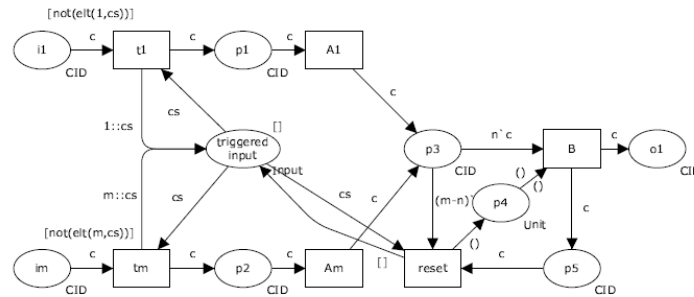 [not(elt(1,cs))]
i1
c
t1
c
p1
c
A1
CID
CID
cs
c
1::cs
[]
triggered
input
Input
p3
CID
n`c
B
c
o1
CID
m::cs
cs
cs
c
(m-n)`
()
()
p4
Unit
c
[not(elt(m,cs))]
im
c
tm
c
p2
c
Am
[]
reset
()
c
p5
CID
CID
CID